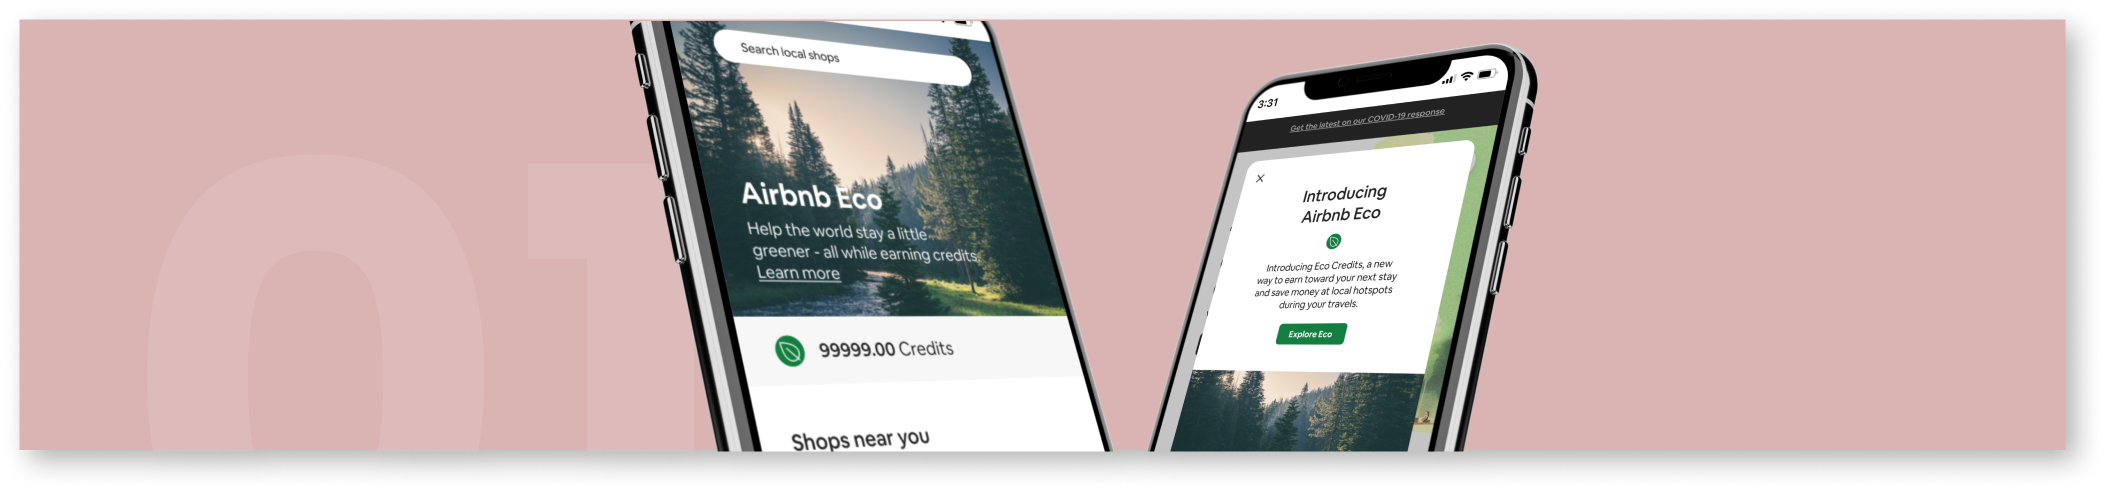 01
Search local shops
Airbnb Eco
Help the world stay a little
greener - all while earning credits.
Learn more
99999.00 Credits
Shops near you
3:31
Get the latest on our COVID-19 response
Introducing
Airbnb Eco
Introducing Eco Credits, a new
way to earn toward your next stay
and save money at local hotspots
during your travels.
Explore Eco